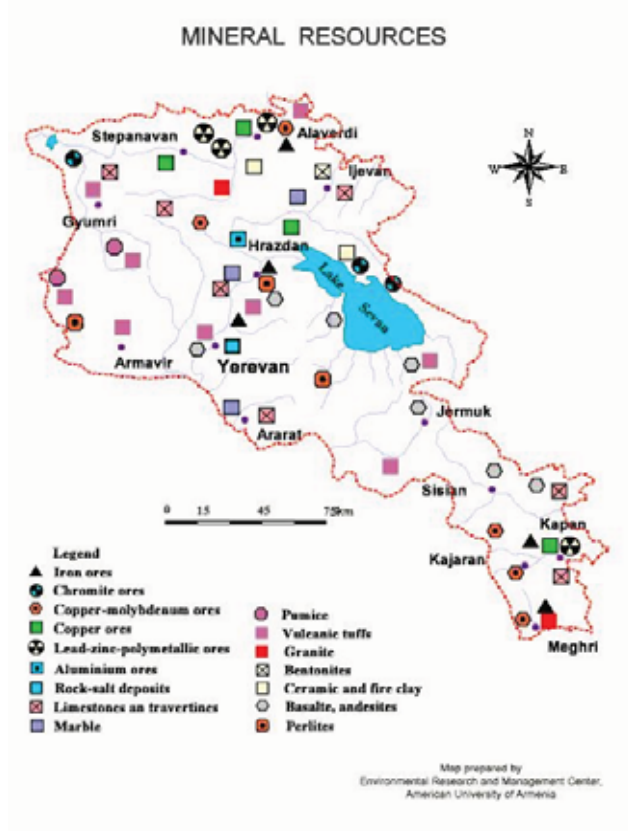 MINERAL RESOURCES
Stepanavan
Alaverdi
Ijevan
N
W E
S
Gyumri
Hrazdan
Lake
Sevan
Armavir
Yerevan
Ararat
Jermuk
Sisian
Kapan
Kajaran
Meghri
0 15 45 75km
Legend
Iron ores
Chromite ores
Copper-molybdenum ores
Copper ores
Lead-zinc-polymetallic ores
Aluminium ores
Rock-salt deposits
Limestones an travertines
Marble
Pumice
Vulcanic tuffs
Granite
Bentonites
Ceramic and fire clay
Basalte, andesites
Perlites
Map prepared by
Environmental Research and Management Center,
American University of Armenia